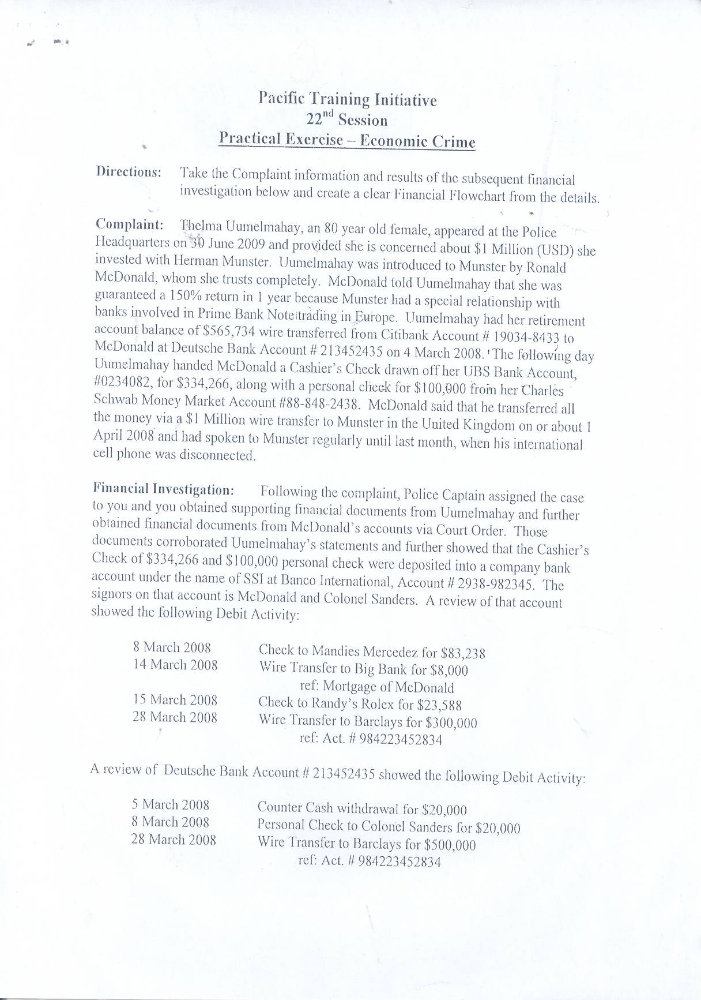 Pacific Training Initiative
22nd Session
Practical Exercise – Economic Crime
Directions: Take the Complaint information and results of the subsequent financial
investigation below and create a clear Financial Flowchart from the details.
Complaint: Thelma Uumelmahay, an 80 year old female, appeared at the Police
Headquarters on 30 June 2009 and provided she is concerned about $1 Million (USD) she
invested with Herman Munster. Uumelmahay was introduced to Munster by Ronald
McDonald, whom she trusts completely. McDonald told Uumelmahay that she was
guaranteed a 150% return in 1 year because Munster had a special relationship with
banks involved in Prime Bank Note trading in Europe. Uumelmahay had her retirement
account balance of $565,734 wire transferred from Citibank Account # 19034-8433 to
McDonald at Deutsche Bank Account # 213452435 on 4 March 2008. The following day
Uumelmahay handed McDonald a Cashier's Check drawn off her UBS Bank Account,
#0234082, for $334,266, along with a personal check for $100,000 from her Charles
Schwab Money Market Account #88-848-2438. McDonald said that he transferred all
the money via a $1 Million wire transfer to Munster in the United Kingdom on or about 1
April 2008 and had spoken to Munster regularly until last month, when his international
cell phone was disconnected.
Financial Investigation: Following the complaint, Police Captain assigned the case
to you and you obtained supporting financial documents from Uumelmahay and further
obtained financial documents from McDonald's accounts via Court Order. Those
documents corroborated Uumelmahay's statements and further showed that the Cashier's
Check of $334,266 and $100,000 personal check were deposited into a company bank
account under the name of SSI at Banco International, Account # 2938-982345. The
signors on that account is McDonald and Colonel Sanders. A review of that account
showed the following Debit Activity:
8 March 2008 Check to Mandies Mercedez for $83,238
14 March 2008 Wire Transfer to Big Bank for $8,000
ref: Mortgage of McDonald
15 March 2008 Check to Randy's Rolex for $23,588
28 March 2008 Wire Transfer to Barclays for $300,000
ref: Act. # 984223452834
A review of Deutsche Bank Account # 213452435 showed the following Debit Activity:
5 March 2008 Counter Cash withdrawal for $20,000
8 March 2008 Personal Check to Colonel Sanders for $20,000
28 March 2008 Wire Transfer to Barclays for $500,000
ref: Act. # 984223452834